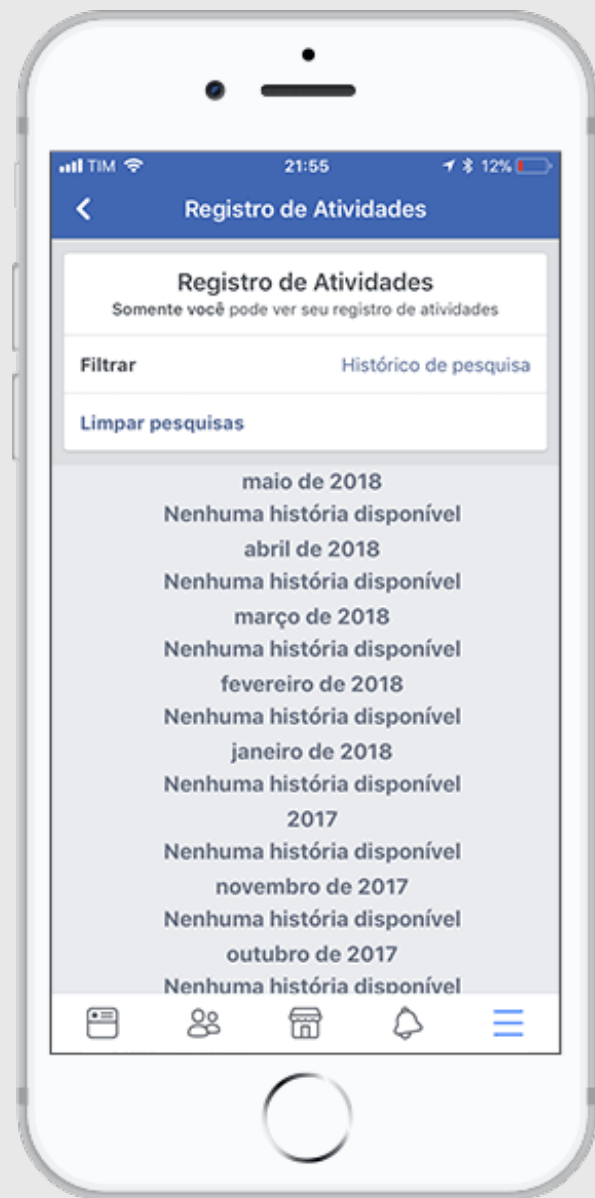 TIM 21:55 12%
Registro de Atividades
Registro de Atividades
Somente você pode ver seu registro de atividades
Filtrar Histórico de pesquisa
Limpar pesquisas
maio de 2018
Nenhuma história disponível
abril de 2018
Nenhuma história disponível
março de 2018
Nenhuma história disponível
fevereiro de 2018
Nenhuma história disponível
janeiro de 2018
Nenhuma história disponível
2017
Nenhuma história disponível
novembro de 2017
Nenhuma história disponível
outubro de 2017
Nenhuma história disponível